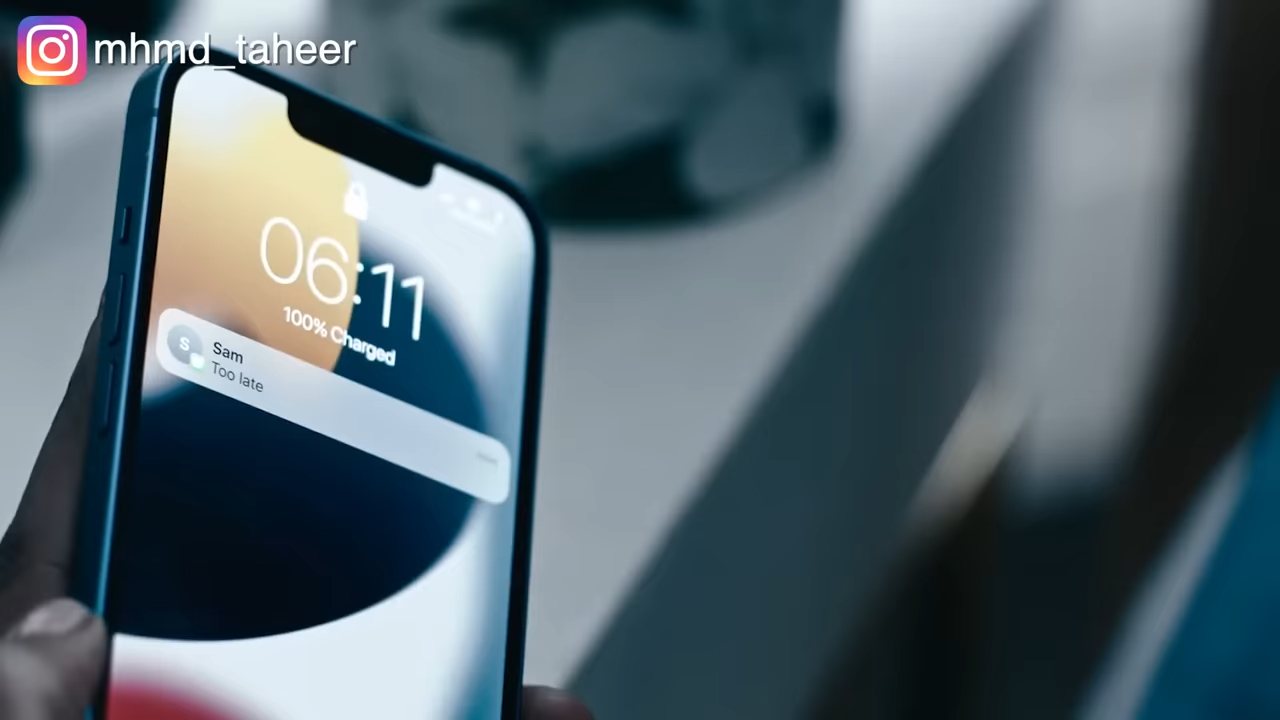 mhmd_taheer
06:11
100% Charged
S
Sam
Too late